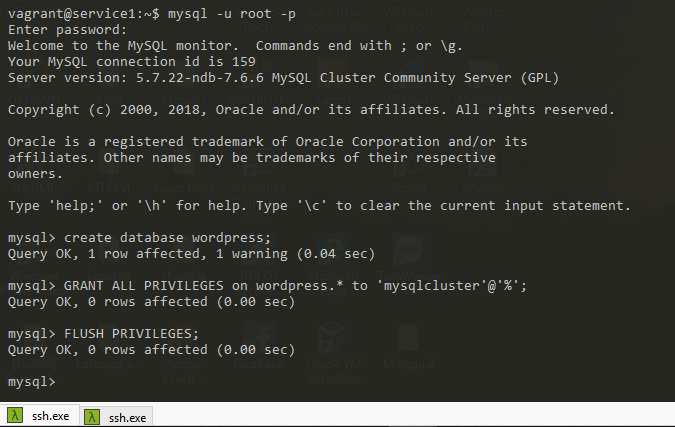 vagrant@service1:~$ mysql -u root -p
Enter password:
Welcome to the MySQL monitor.  Commands end with ; or \g.
Your MySQL connection id is 159
Server version: 5.7.22-ndb-7.6.6 MySQL Cluster Community Server (GPL)

Copyright (c) 2000, 2018, Oracle and/or its affiliates. All rights reserved.

Oracle is a registered trademark of Oracle Corporation and/or its
affiliates. Other names may be trademarks of their respective
owners.

Type 'help;' or '\h' for help. Type '\c' to clear the current input statement.

mysql> create database wordpress;
Query OK, 1 row affected, 1 warning (0.04 sec)

mysql> GRANT ALL PRIVILEGES on wordpress.* to 'mysqlcluster'@'%';
Query OK, 0 rows affected (0.00 sec)

mysql> FLUSH PRIVILEGES;
Query OK, 0 rows affected (0.00 sec)

mysql>
λ ssh.exe λ ssh.exe